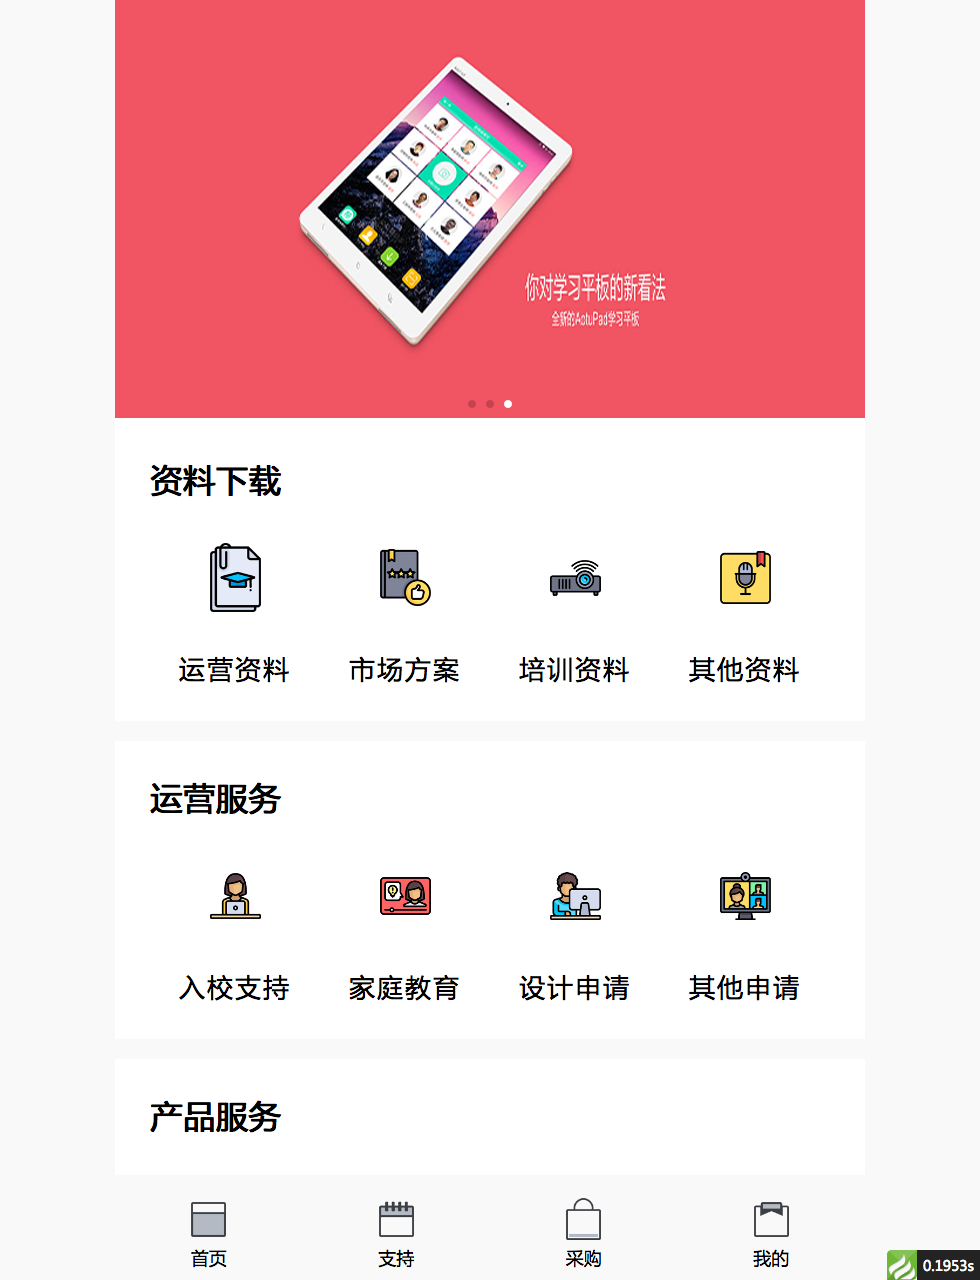 你对学习平板的新看法
全新的AotuPad学习平板
资料下载
运营资料 市场方案 培训资料 其他资料
运营服务
入校支持 家庭教育 设计申请 其他申请
产品服务
首页 支持 采购 我的
0.1953s